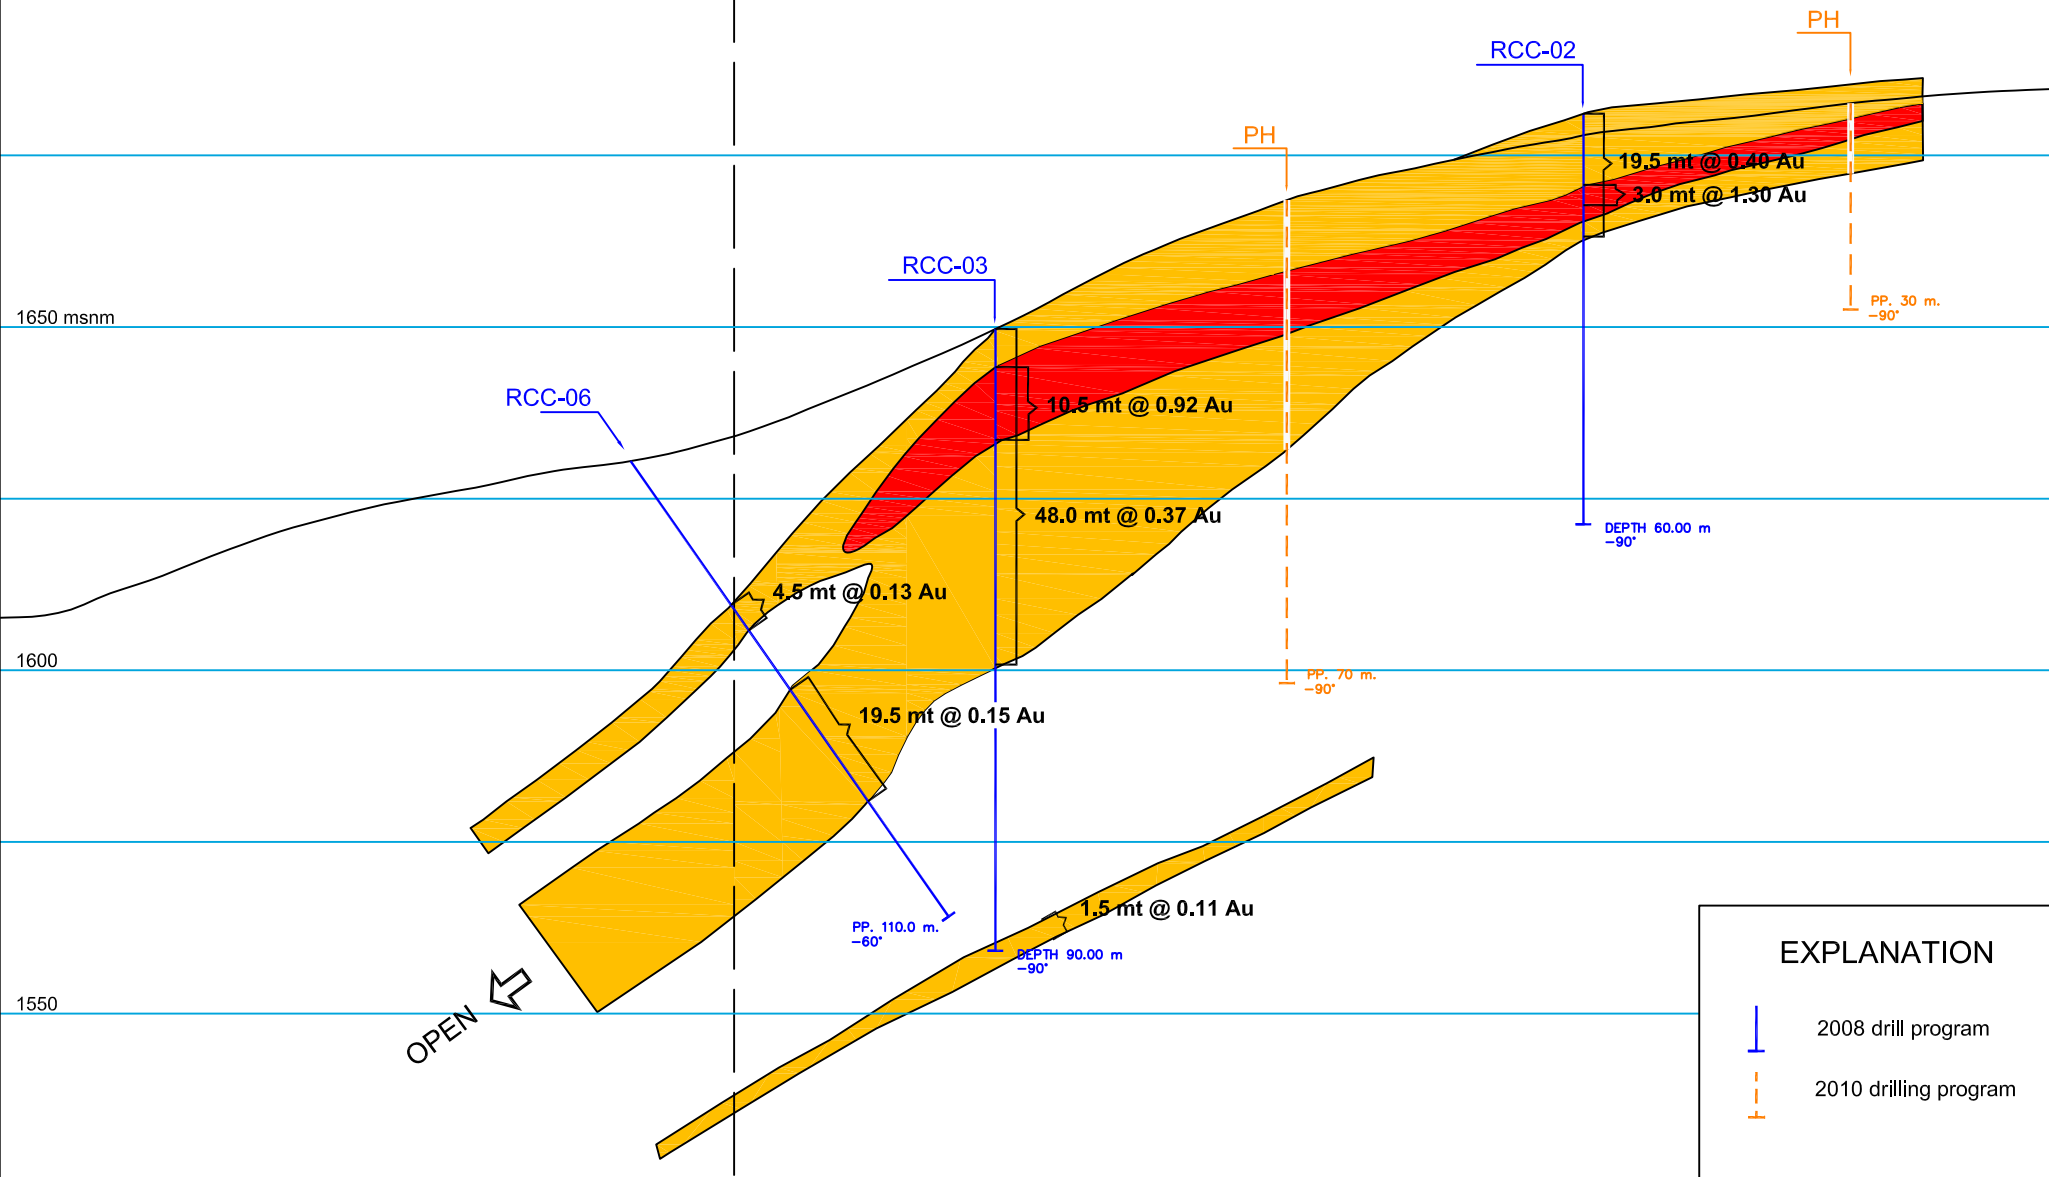 PH
RCC-02
PH
19.5 mt @ 0.40 Au
3.0 mt @ 1.30 Au
RCC-03
PP. 30 m.
-90°
1650 msnm
RCC-06
10.5 mt @ 0.92 Au
48.0 mt @ 0.37 Au
DEPTH 60.00 m
-90°
4.5 mt @ 0.13 Au
1600
PP. 70 m.
-90°
19.5 mt @ 0.15 Au
1.5 mt @ 0.11 Au
PP. 110.0 m.
-60°
DEPTH 90.00 m
-90°
1550
OPEN
EXPLANATION
2008 drill program
2010 drilling program